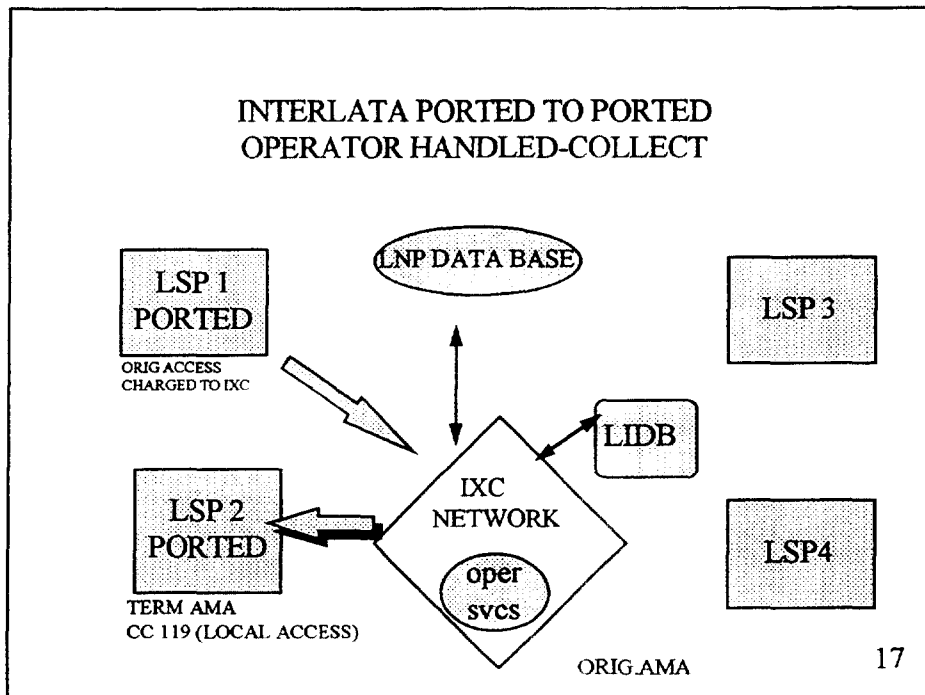 INTERLATA PORTED TO PORTED
OPERATOR HANDLED-COLLECT
LNP DATA BASE
LSP 1
PORTED
ORIG ACCESS
CHARGED TO IXC
LSP 3
LIDB
IXC
NETWORK
oper
svcs
LSP 2
PORTED
TERM AMA
CC 119 (LOCAL ACCESS)
LSP4
ORIG.AMA
17